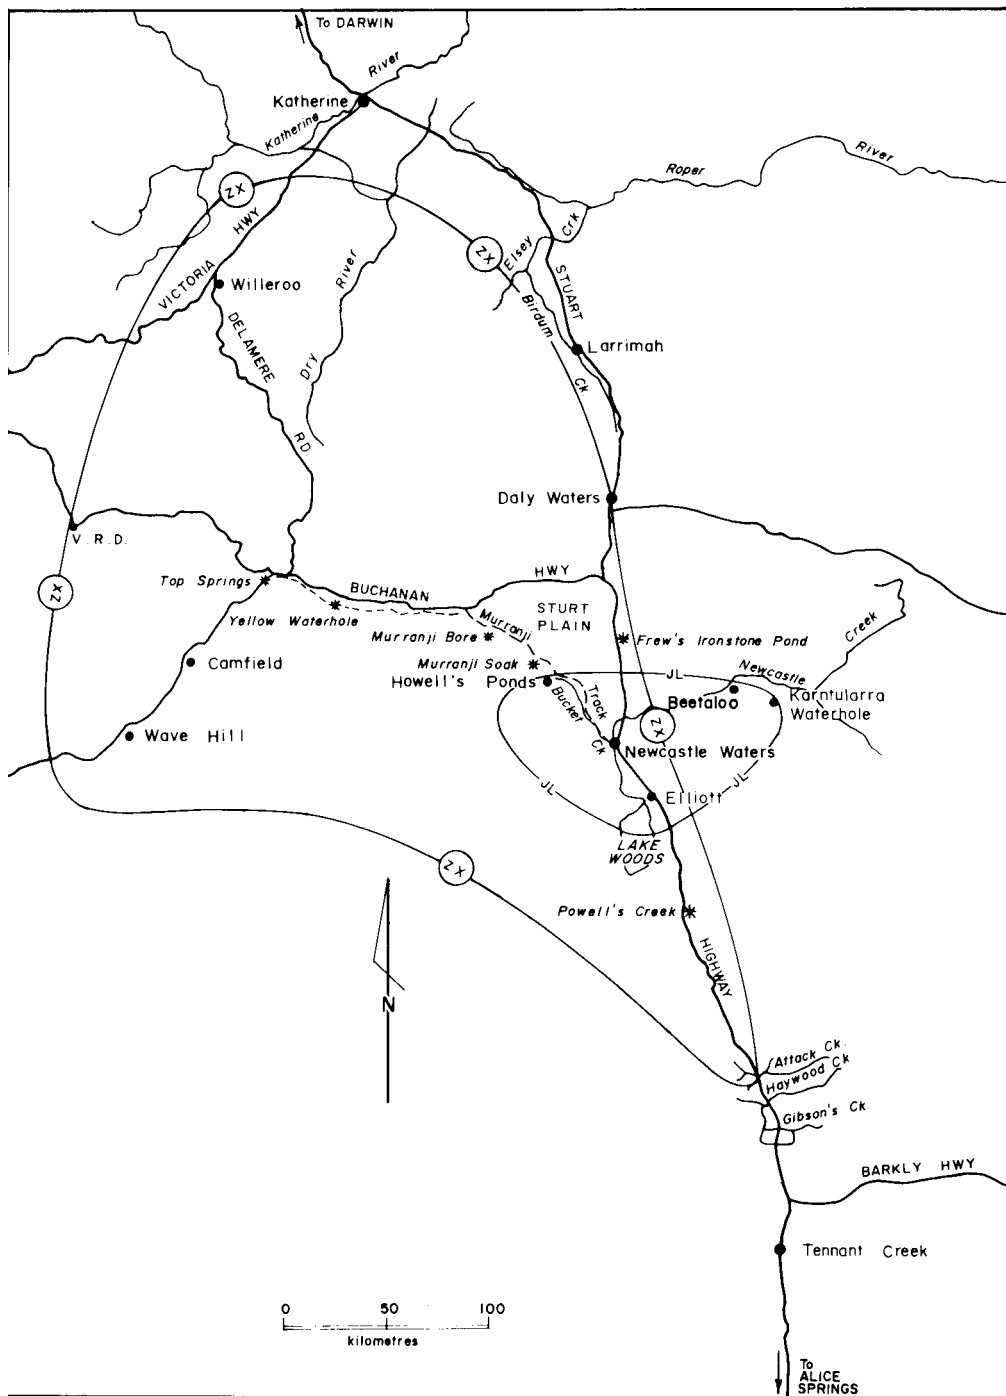 To DARWIN
River
Katherine
Katherine
River
Roper
ZX
HWY
Crk
ZX
Elsey
VICTORIA
River
STUART
Willeroo
Birdum
DELAMERE
Larrimah
Dry
Ck
RD.
Daly Waters
V.R.D.
HWY
Top Springs
BUCHANAN
ZX
STURT
PLAIN
Creek
Yellow Waterhole
Murranji
Murranji Bore
Frew's Ironstone Pond
Camfield
Murranji Soak
JL
Newcastle
Howell's Ponds
Track
Beetaloo
Karntularra
Waterhole
Bucket
ZX
Wave Hill
Ck
Newcastle Waters
JL
JL
Elliott
LAKE
WOODS
ZX
Powell's Creek
HIGHWAY
N
Attack Ck.
Haywood Ck
Gibson's Ck.
BARKLY HWY
Tennant Creek
0 50 100
kilometres
To
ALICE
SPRINGS